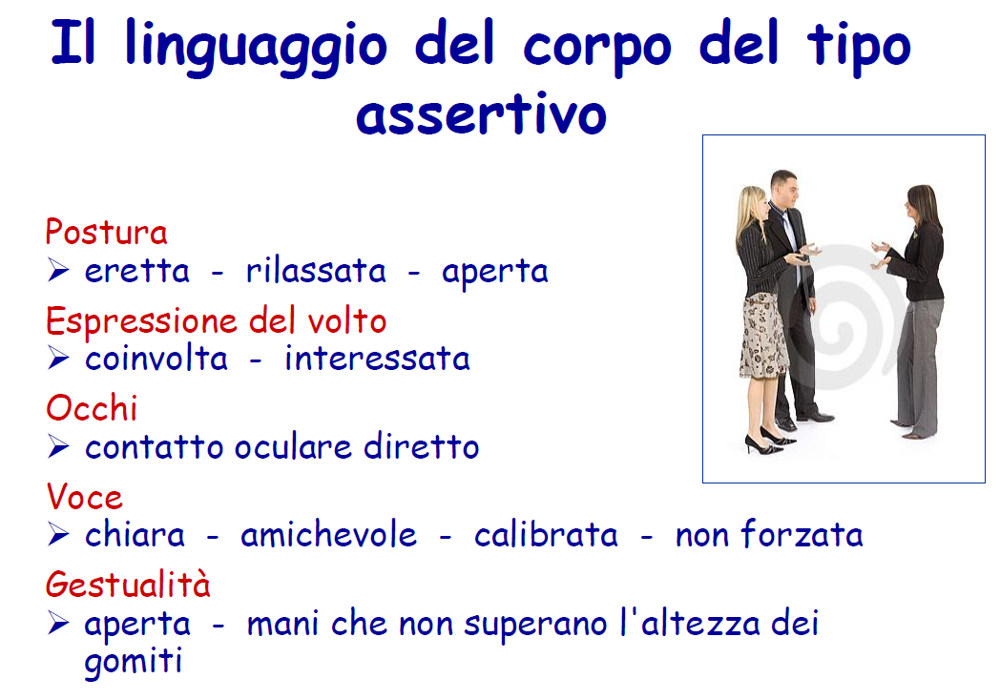 Il linguaggio del corpo del tipo
assertivo
Postura
➢ eretta - rilassata - aperta
Espressione del volto
➢ coinvolta - interessata
Occhi
➢ contatto oculare diretto
Voce
➢ chiara - amichevole - calibrata - non forzata
Gestualità
➢ aperta - mani che non superano l'altezza dei
gomiti